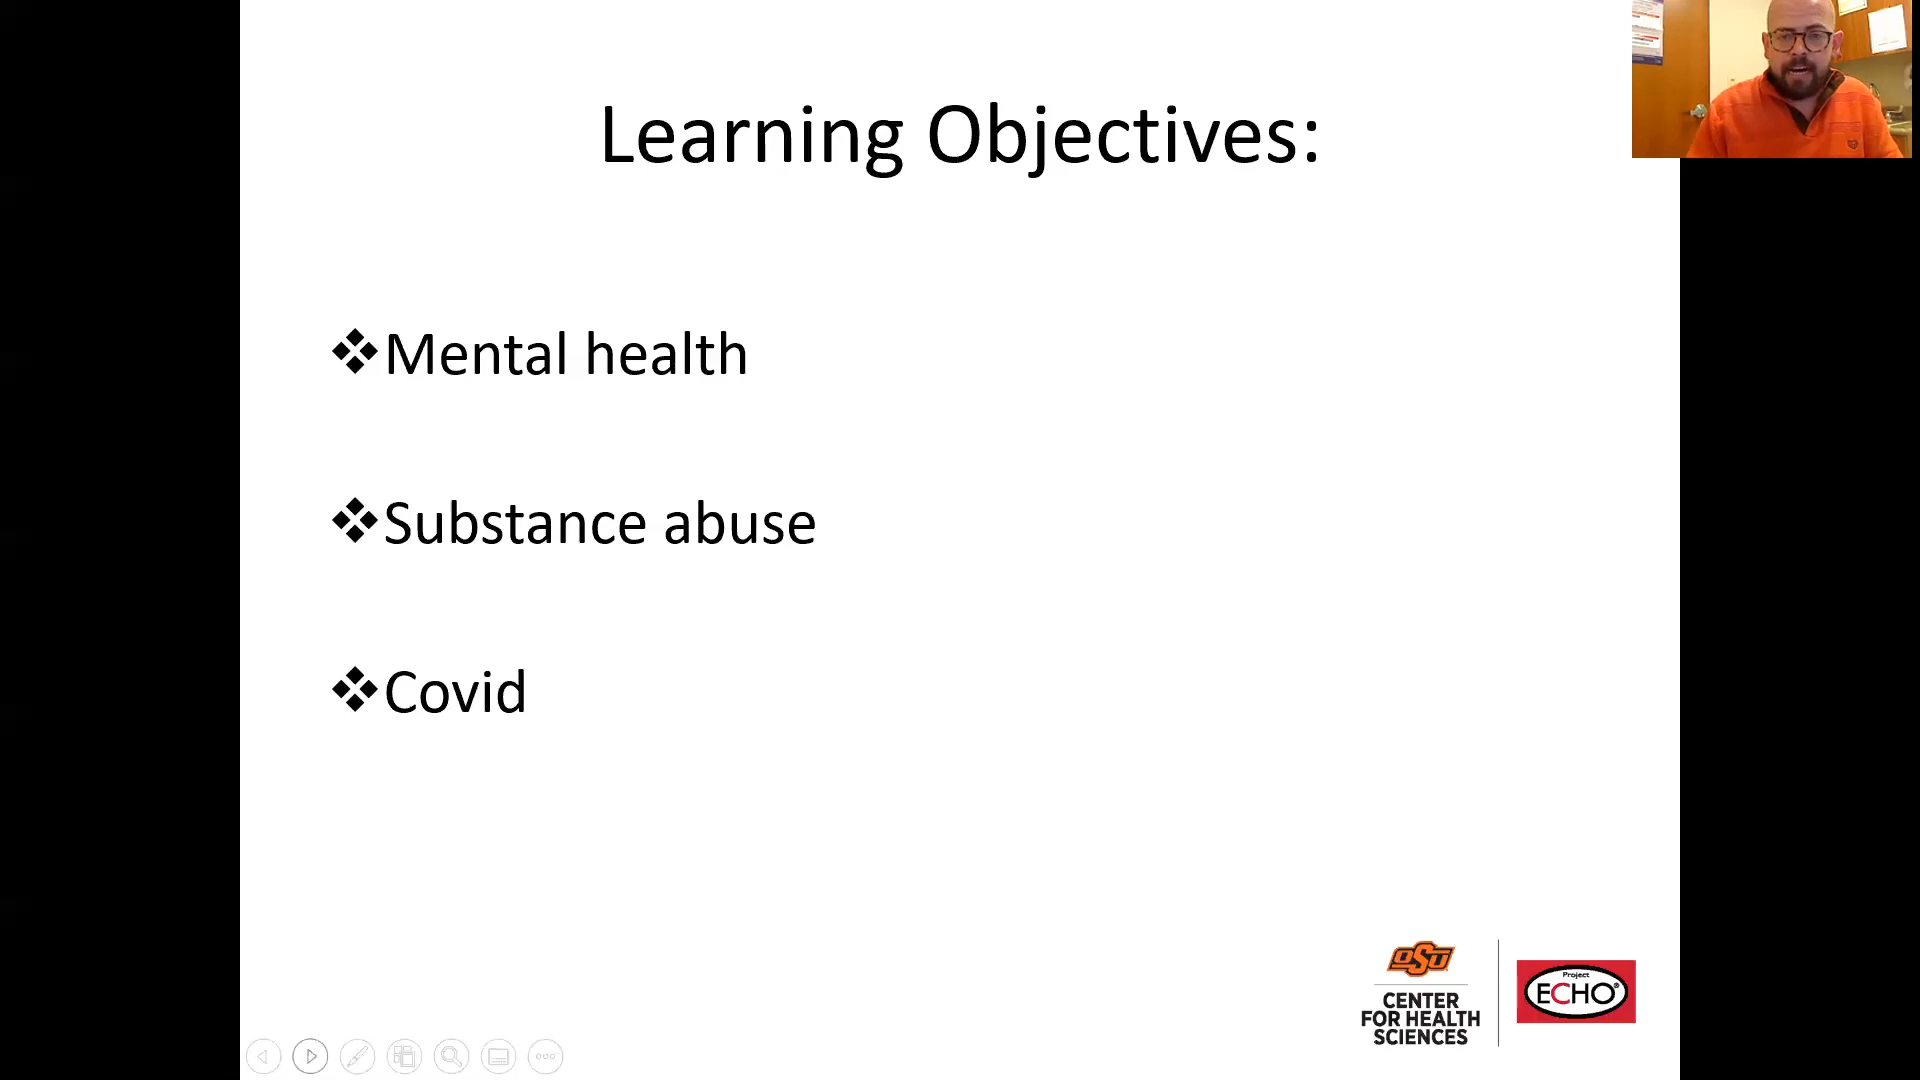 Learning Objectives:
❖Mental health
❖Substance abuse
❖Covid
OSU
CENTER
FOR HEALTH
SCIENCES
Project
ECHO®